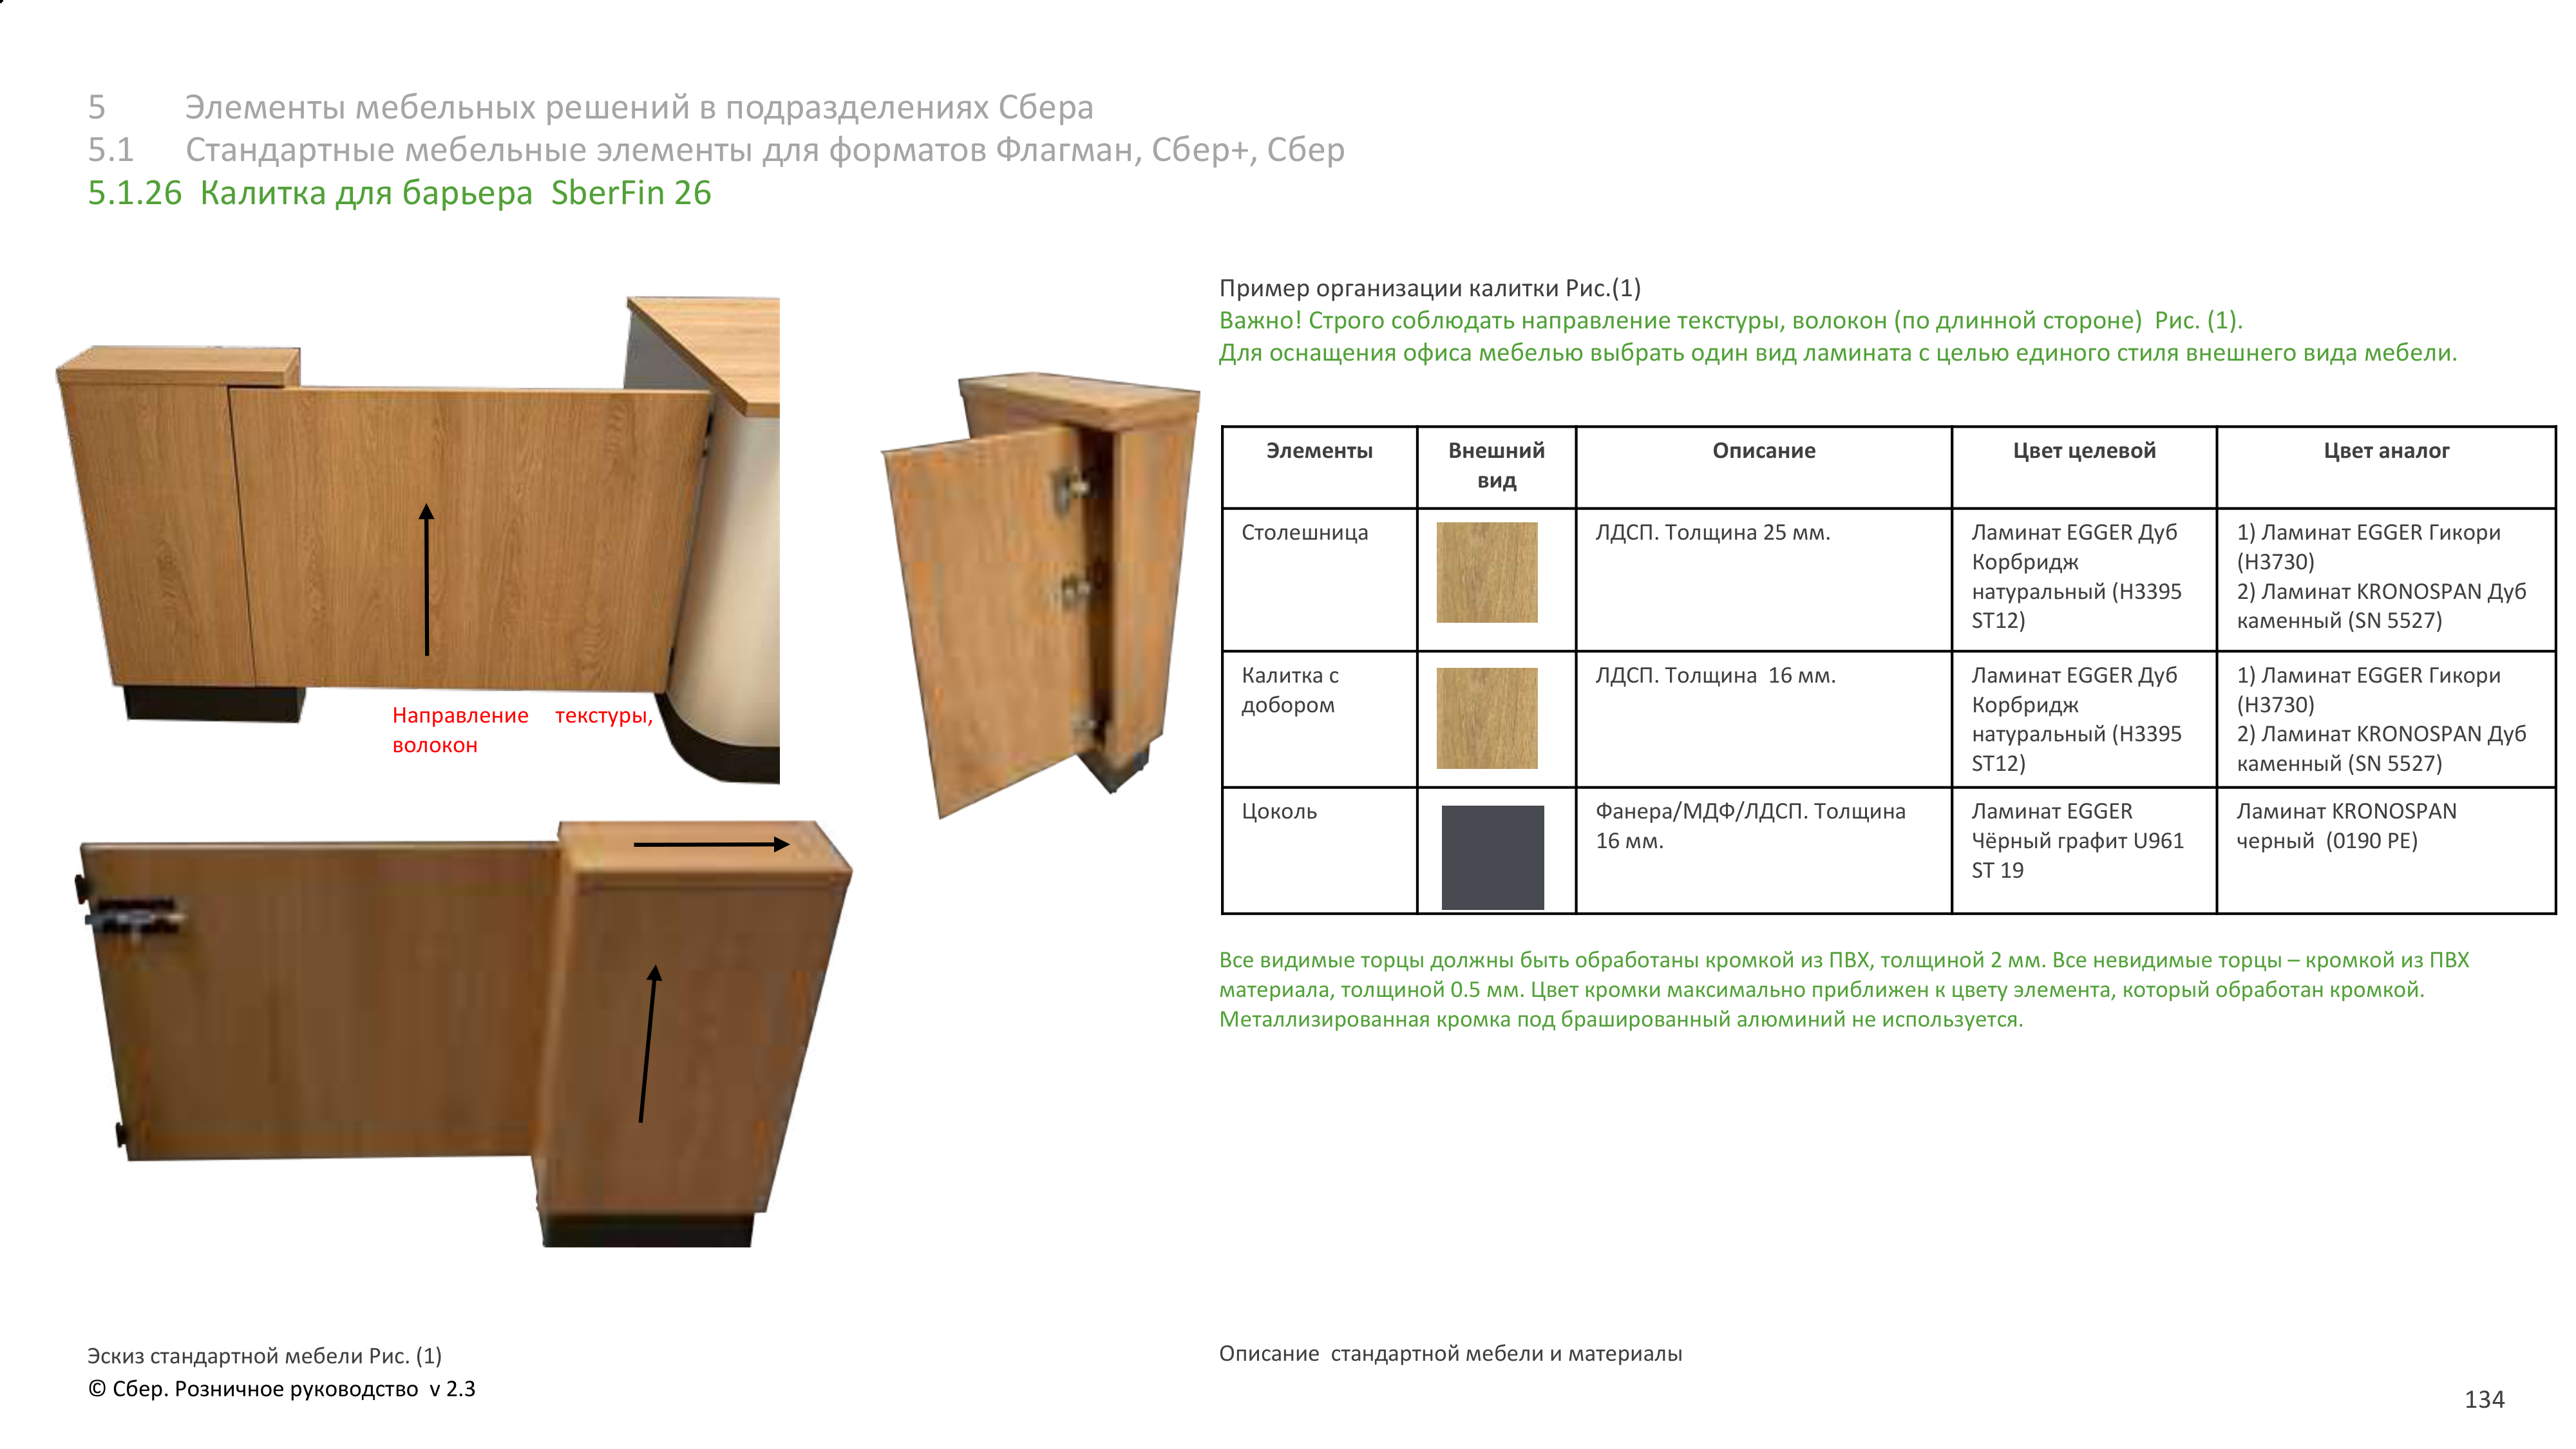 5 Элементы мебельных решений в подразделениях Сбера
5.1 Стандартные мебельные элементы для форматов Флагман, Сбер+, Сбер
5.1.26 Калитка для барьера SberFin 26
Направление текстуры,
волокон
Эскиз стандартной мебели Рис. (1)
Пример организации калитки Рис.(1)
Важно! Строго соблюдать направление текстуры, волокон (по длинной стороне) Рис. (1).
Для оснащения офиса мебелью выбрать один вид ламината с целью единого стиля внешнего вида мебели.
Элементы
Внешний
вид
Описание
Цвет целевой
Цвет аналог
Столешница
ЛДСП. Толщина 25 мм.
Ламинат EGGER Дуб
Корбридж
натуральный (H3395
ST12)
1) Ламинат EGGER Гикори
(H3730)
2) Ламинат KRONOSPAN Дуб
каменный (SN 5527)
Калитка с
добором
ЛДСП. Толщина 16 мм.
Ламинат EGGER Дуб
Корбридж
натуральный (H3395
ST12)
1) Ламинат EGGER Гикори
(H3730)
2) Ламинат KRONOSPAN Дуб
каменный (SN 5527)
Цоколь
Фанера/МДФ/ЛДСП. Толщина
16 мм.
Ламинат EGGER
Чёрный графит U961
ST 19
Ламинат KRONOSPAN
черный (0190 PE)
Все видимые торцы должны быть обработаны кромкой из ПВХ, толщиной 2 мм. Все невидимые торцы – кромкой из ПВХ
материала, толщиной 0.5 мм. Цвет кромки максимально приближен к цвету элемента, который обработан кромкой.
Металлизированная кромка под брашированный алюминий не используется.
Описание стандартной мебели и материалы
© Сбер. Розничное руководство v 2.3
134